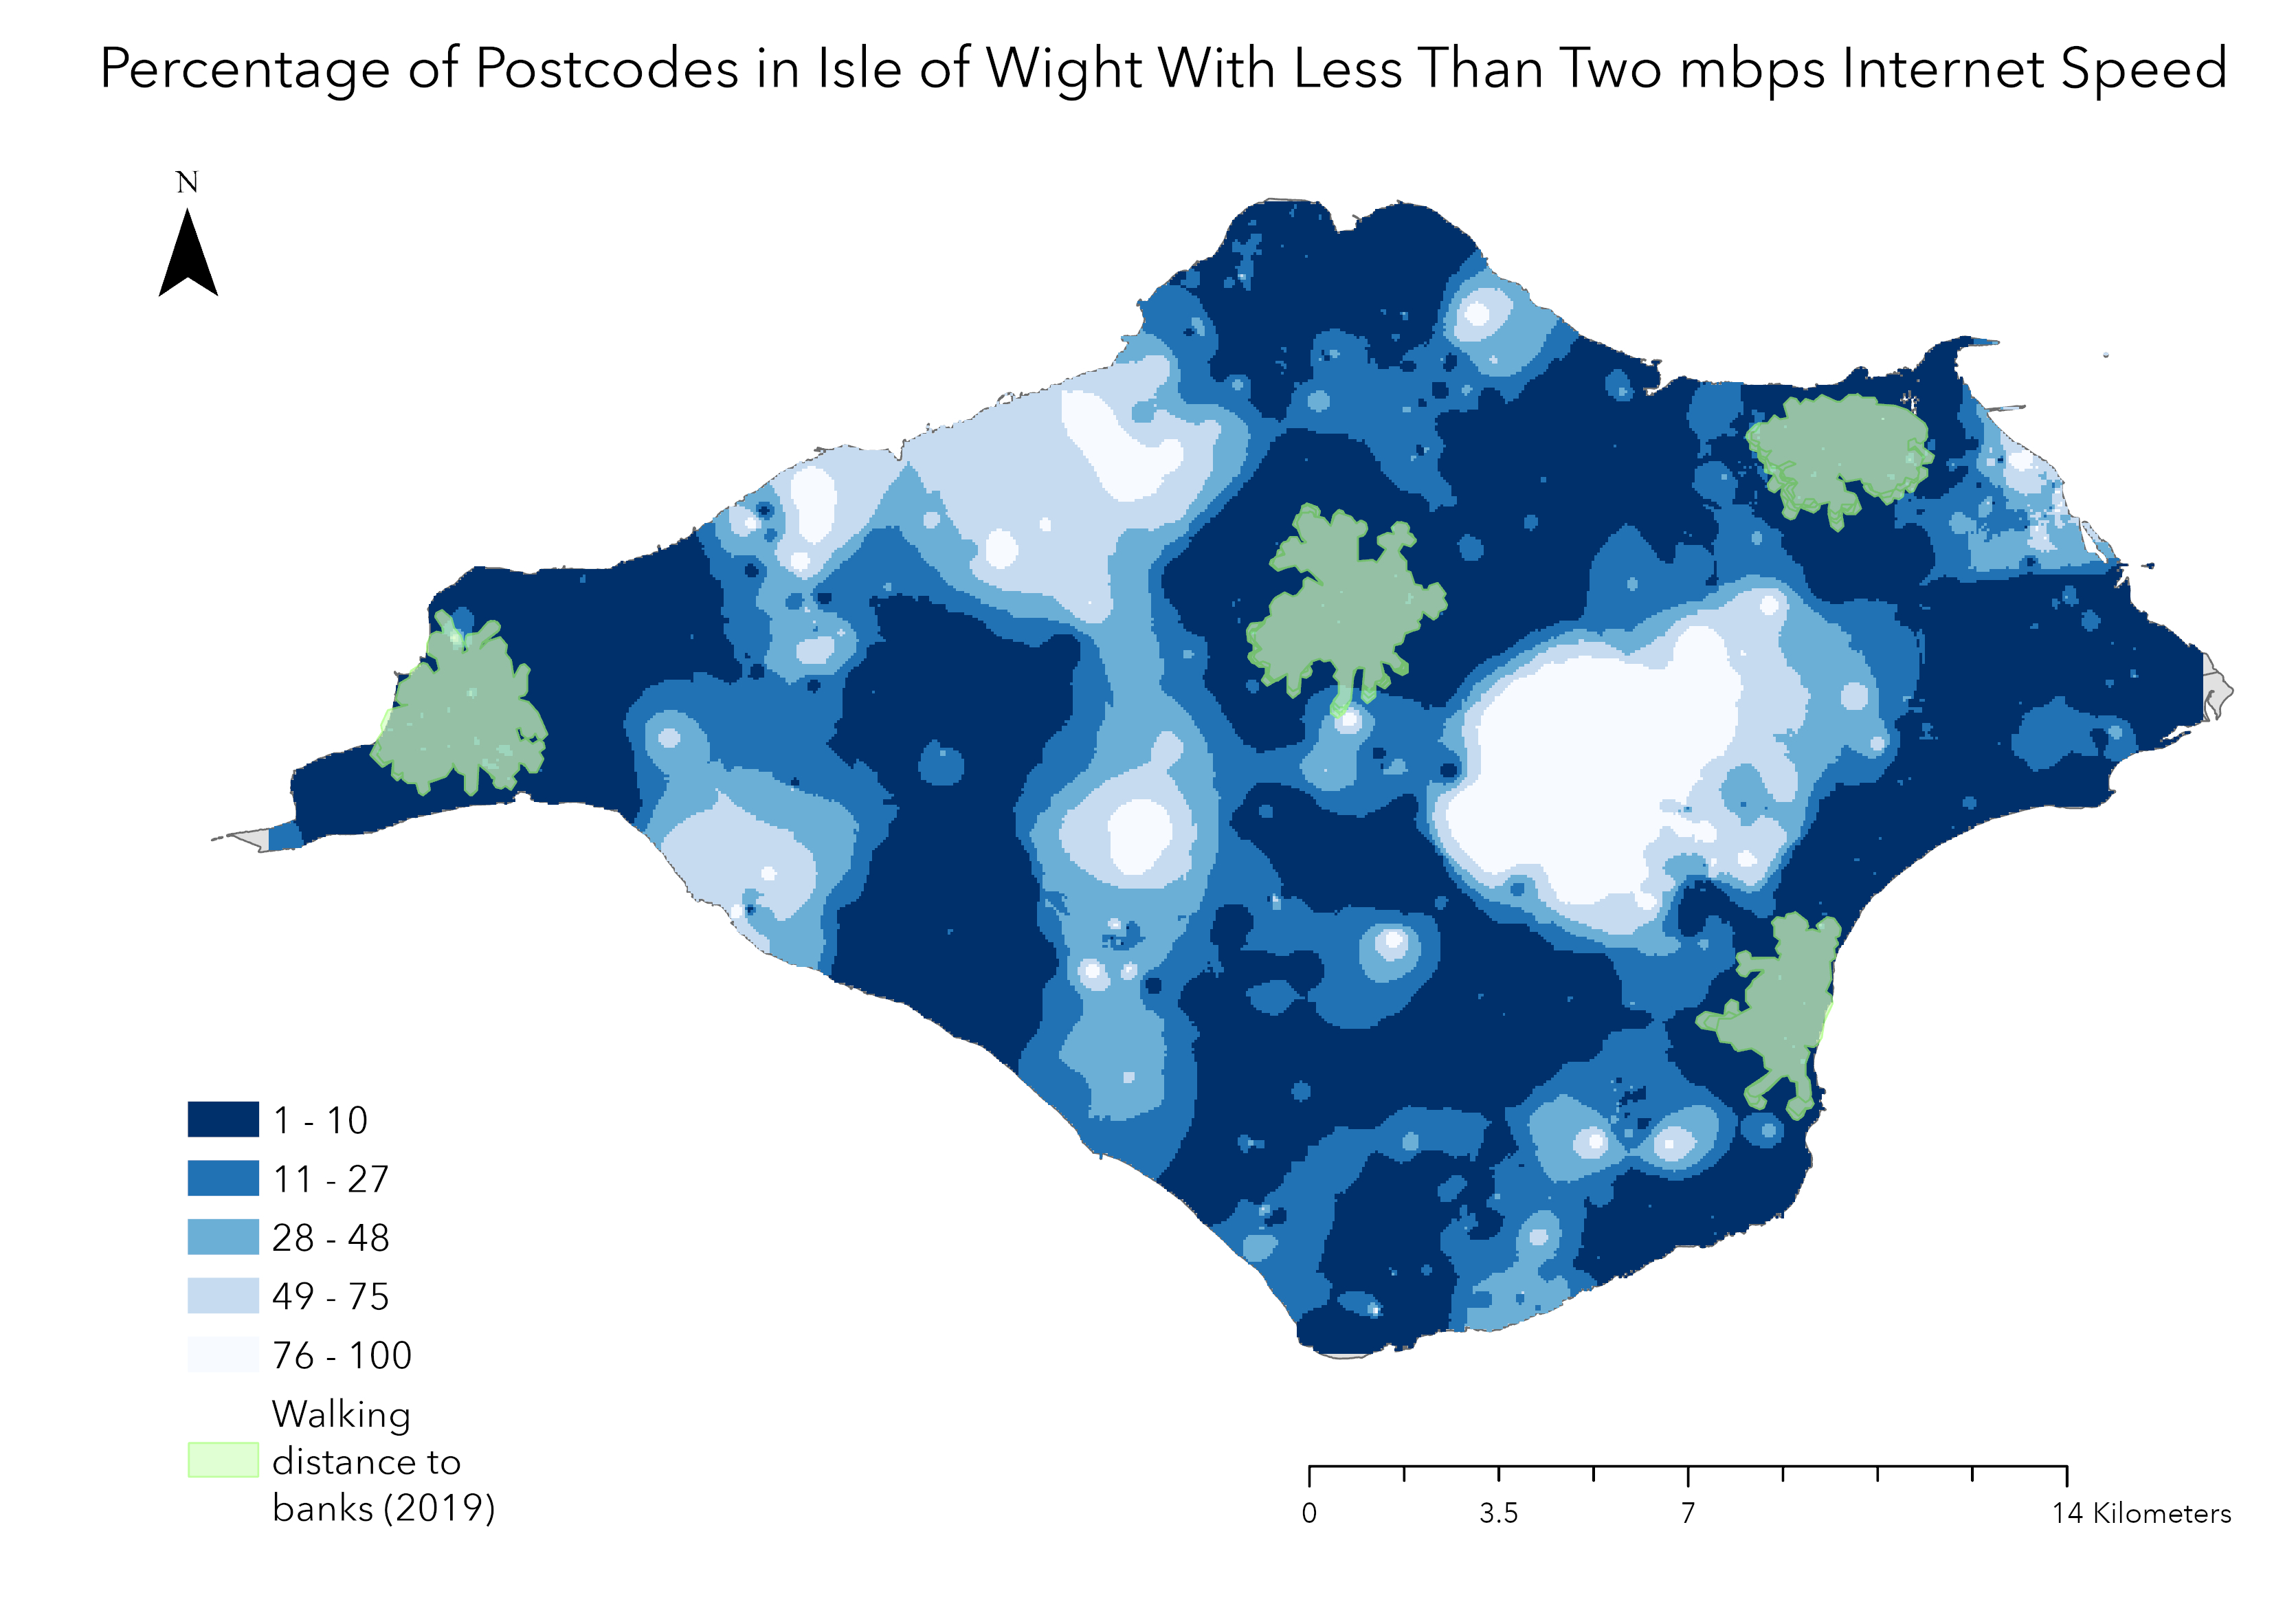 Percentage of Postcodes in Isle of Wight With Less Than Two mbps Internet Speed
N
1 - 10
11 - 27
28 - 48
49 - 75
76 - 100
Walking
distance to
banks (2019)
0 3.5 7 14 Kilometers